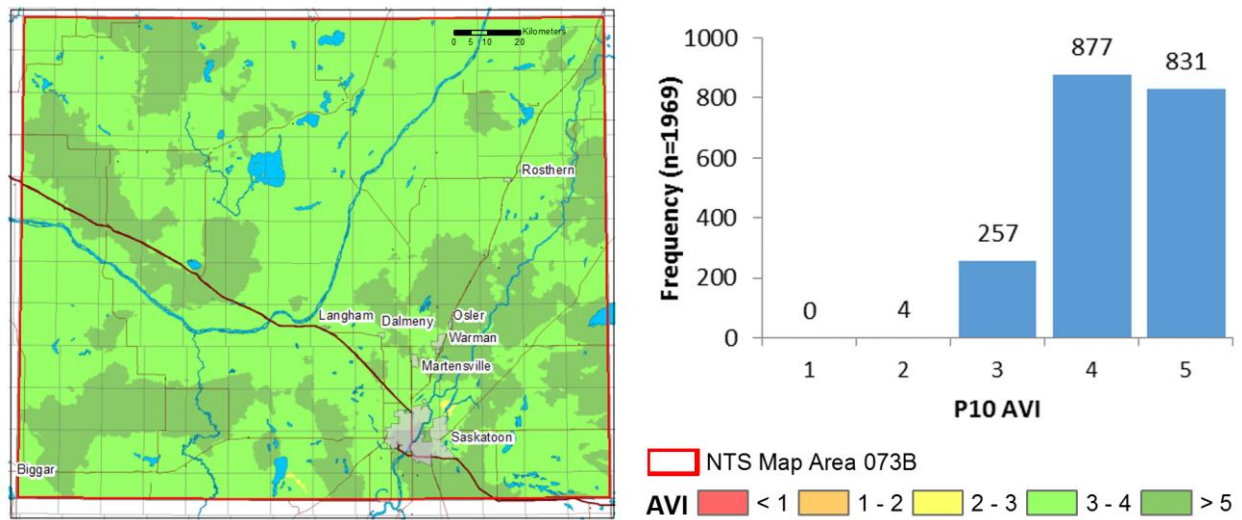 Kilometers
0 5 10 20
Rosthern
Langham
Dalmeny
Osler
Warman
Martensville
Saskatoon
Biggar
Frequency (n=1969)
1000
800
600
400
200
0
0
4
257
877
831
1 2 3 4 5
P10 AVI
NTS Map Area 073B
AVI < 1 1 - 2 2 - 3 3 - 4 > 5